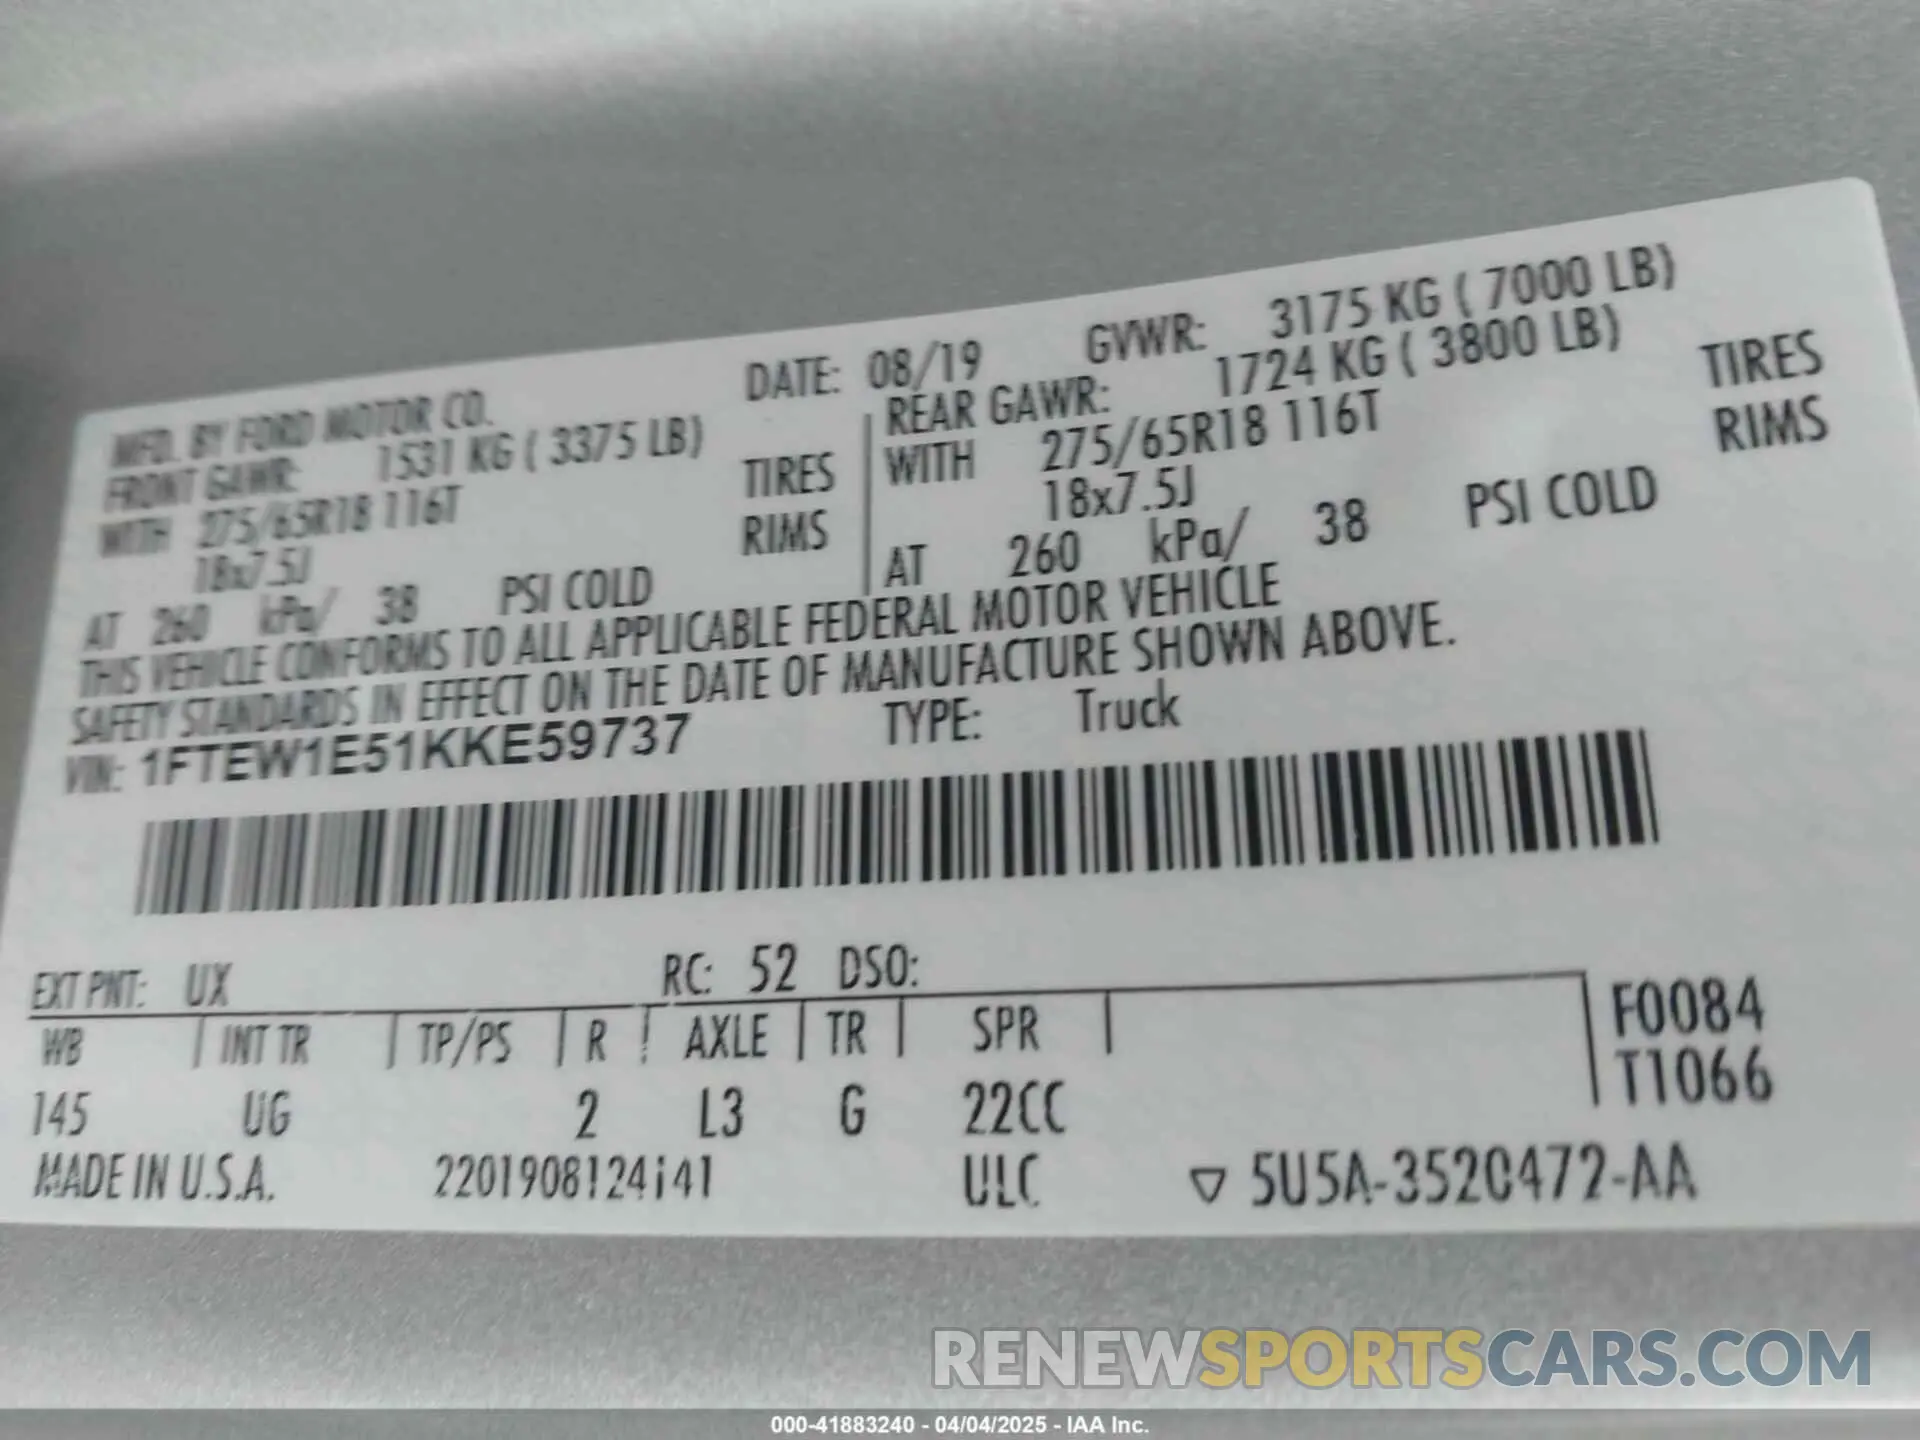 MFD. BY FORD MOTOR CO.
DATE: 08/19
GVWR: 3175 KG ( 7000 LB)
FRONT GAWR: 1531 KG ( 3375 LB)
WITH 275/65R18 116T TIRES
18x7.5J RIMS
AT 260 kPa/ 38 PSI COLD
REAR GAWR: 1724 KG ( 3800 LB)
WITH 275/65R18 116T TIRES
18x7.5J RIMS
AT 260 kPa/ 38 PSI COLD
THIS VEHICLE CONFORMS TO ALL APPLICABLE FEDERAL MOTOR VEHICLE
SAFETY STANDARDS IN EFFECT ON THE DATE OF MANUFACTURE SHOWN ABOVE.
VIN: 1FTEW1E51KKE59737 TYPE: Truck
EXT PNT: UX RC: 52 DSO:
WB INT TR TP/PS R AXLE TR SPR F0084
T1066
145 UG 2 L3 G 22CC
MADE IN U.S.A. ULC 5U5A-3520472-AA
RENEWSPORTSCARS.COM
000-41883240 - 04/04/2025 - IAA Inc.